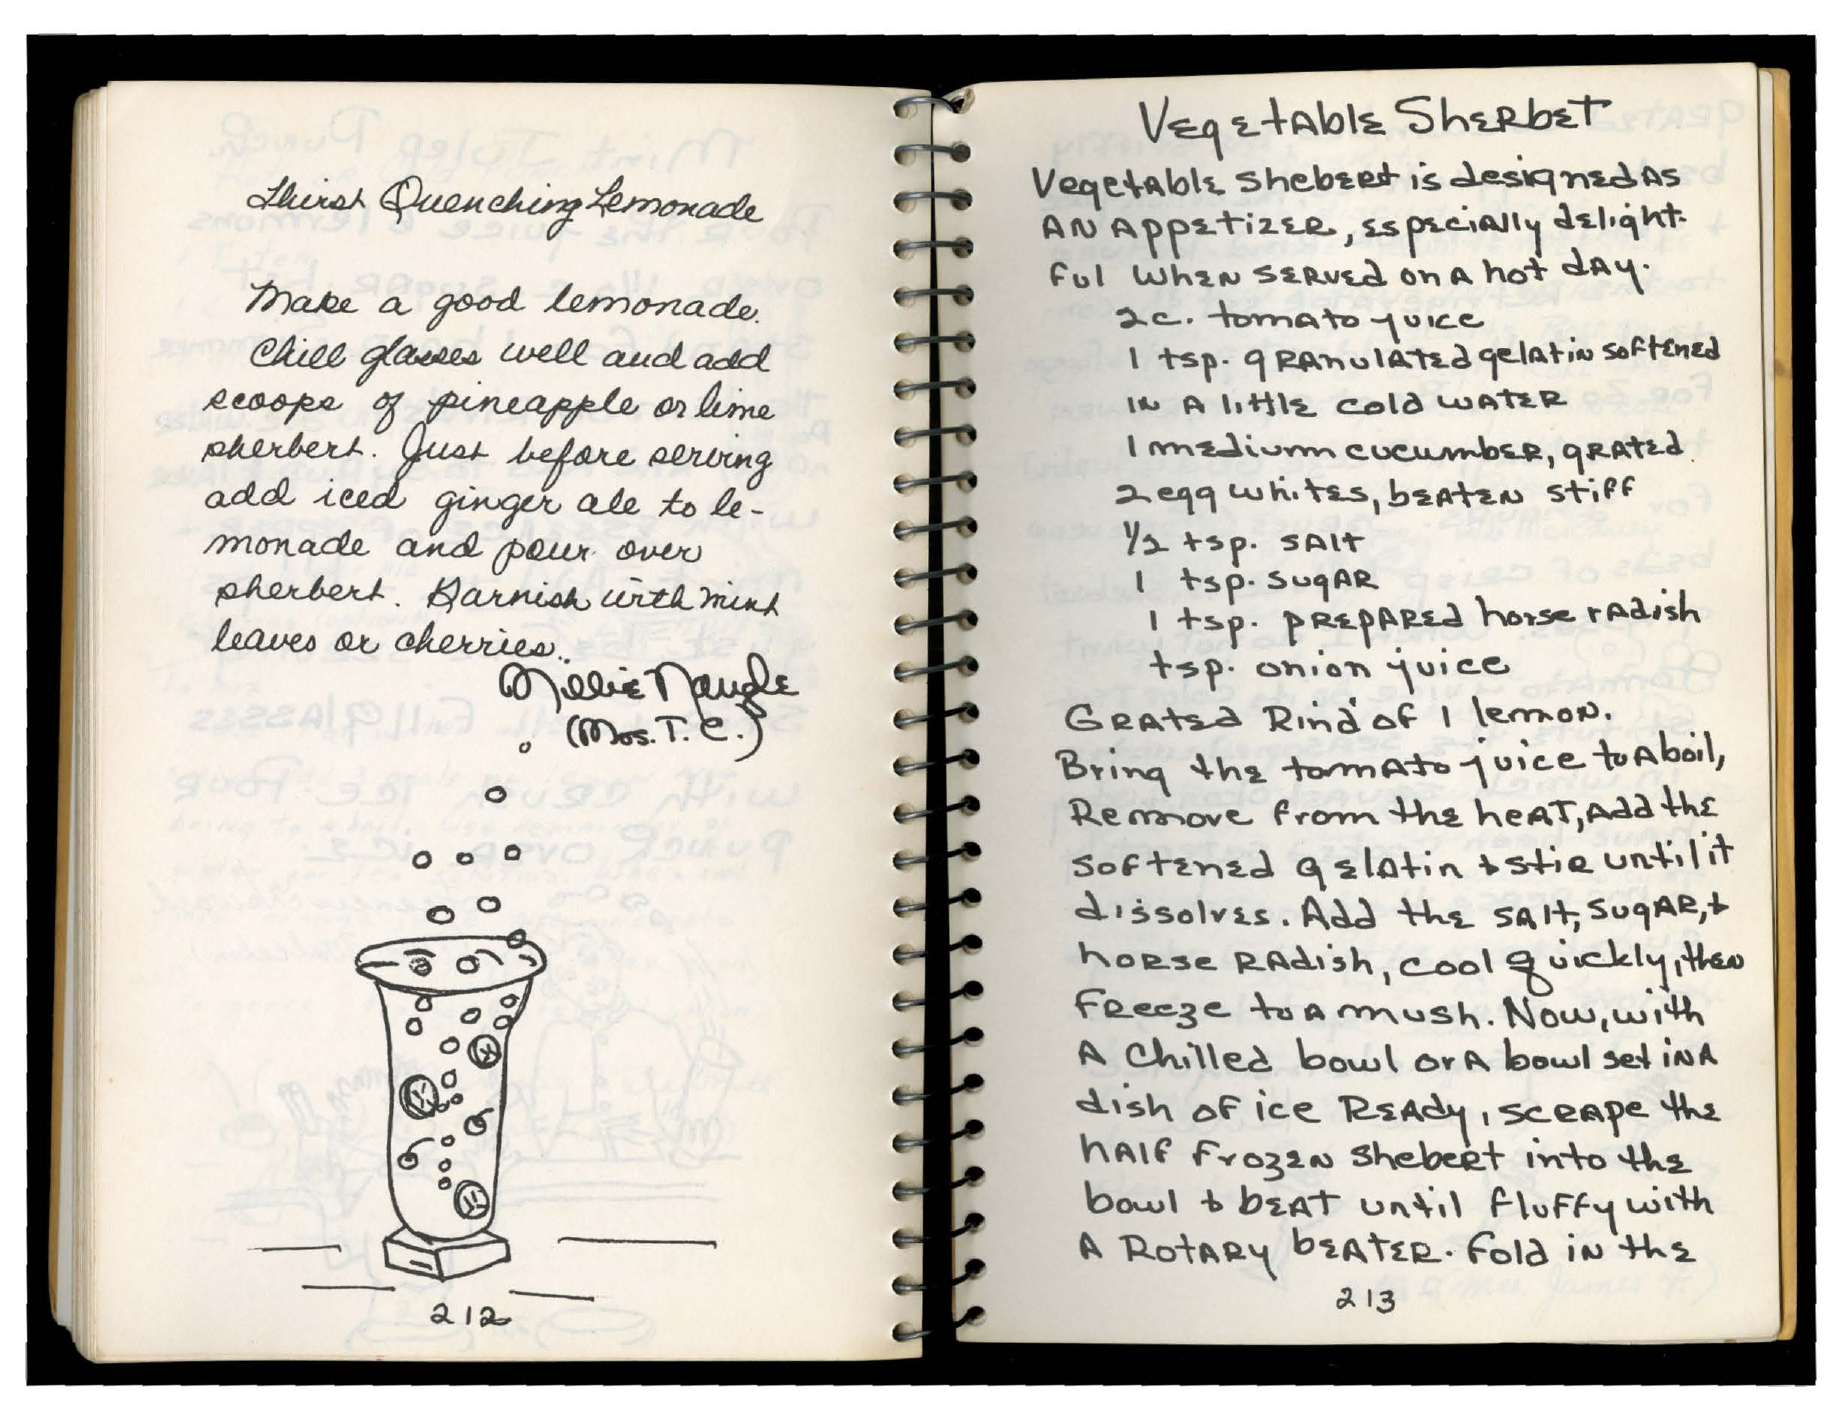 Thirst Quenching Lemonade
Make a good lemonade.
Chill glasses well and add
scoops of pineapple or lime
sherbert. Just before serving
add iced ginger ale to le-
monade and pour over
sherbert. Garnish with mint
leaves or cherries.
Millie Naugle
(Mrs. T. C.)
212
Vegetable Sherbet
Vegetable Shebert is designed as
an appetizer, especially delight-
ful when served on a hot day.
2 c. tomato juice
1 tsp. granulated gelatin softened
in a little cold water
1 medium cucumber, grated
2 egg whites, beaten stiff
1/2 tsp. salt
1 tsp. sugar
1 tsp. prepared horse radish
tsp. onion juice
Grated Rind of 1 lemon.
Bring the tomato juice to a boil,
Remove from the heat, add the
softened gelatin & stir until it
dissolves. Add the salt, sugar, &
horse radish, cool quickly, then
freeze to a mush. Now, with
a chilled bowl or a bowl set in a
dish of ice ready, scrape the
half frozen shebert into the
bowl & beat until fluffy with
a rotary beater. Fold in the
213